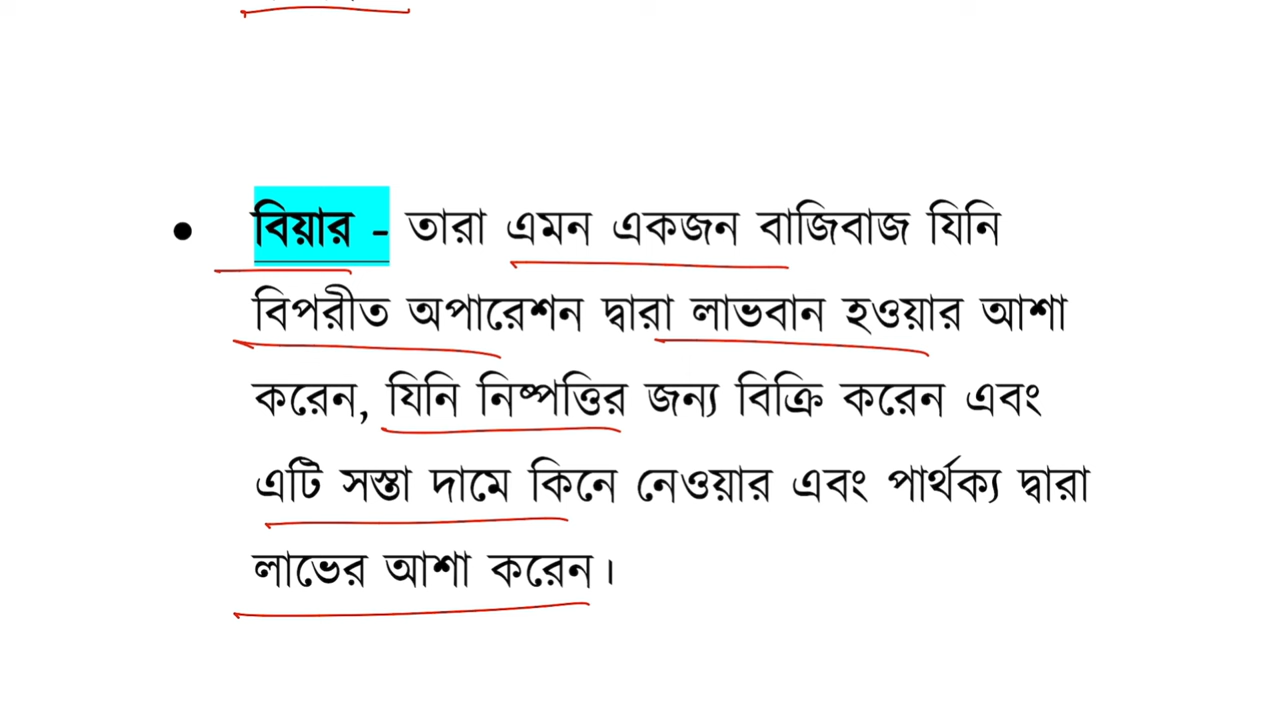 • বিয়ার - তারা এমন একজন বাজিবাজ যিনি
বিপরীত অপারেশন দ্বারা লাভবান হওয়ার আশা
করেন, যিনি নিষ্পত্তির জন্য বিক্রি করেন এবং
এটি সস্তা দামে কিনে নেওয়ার এবং পার্থক্য দ্বারা
লাভের আশা করেন।